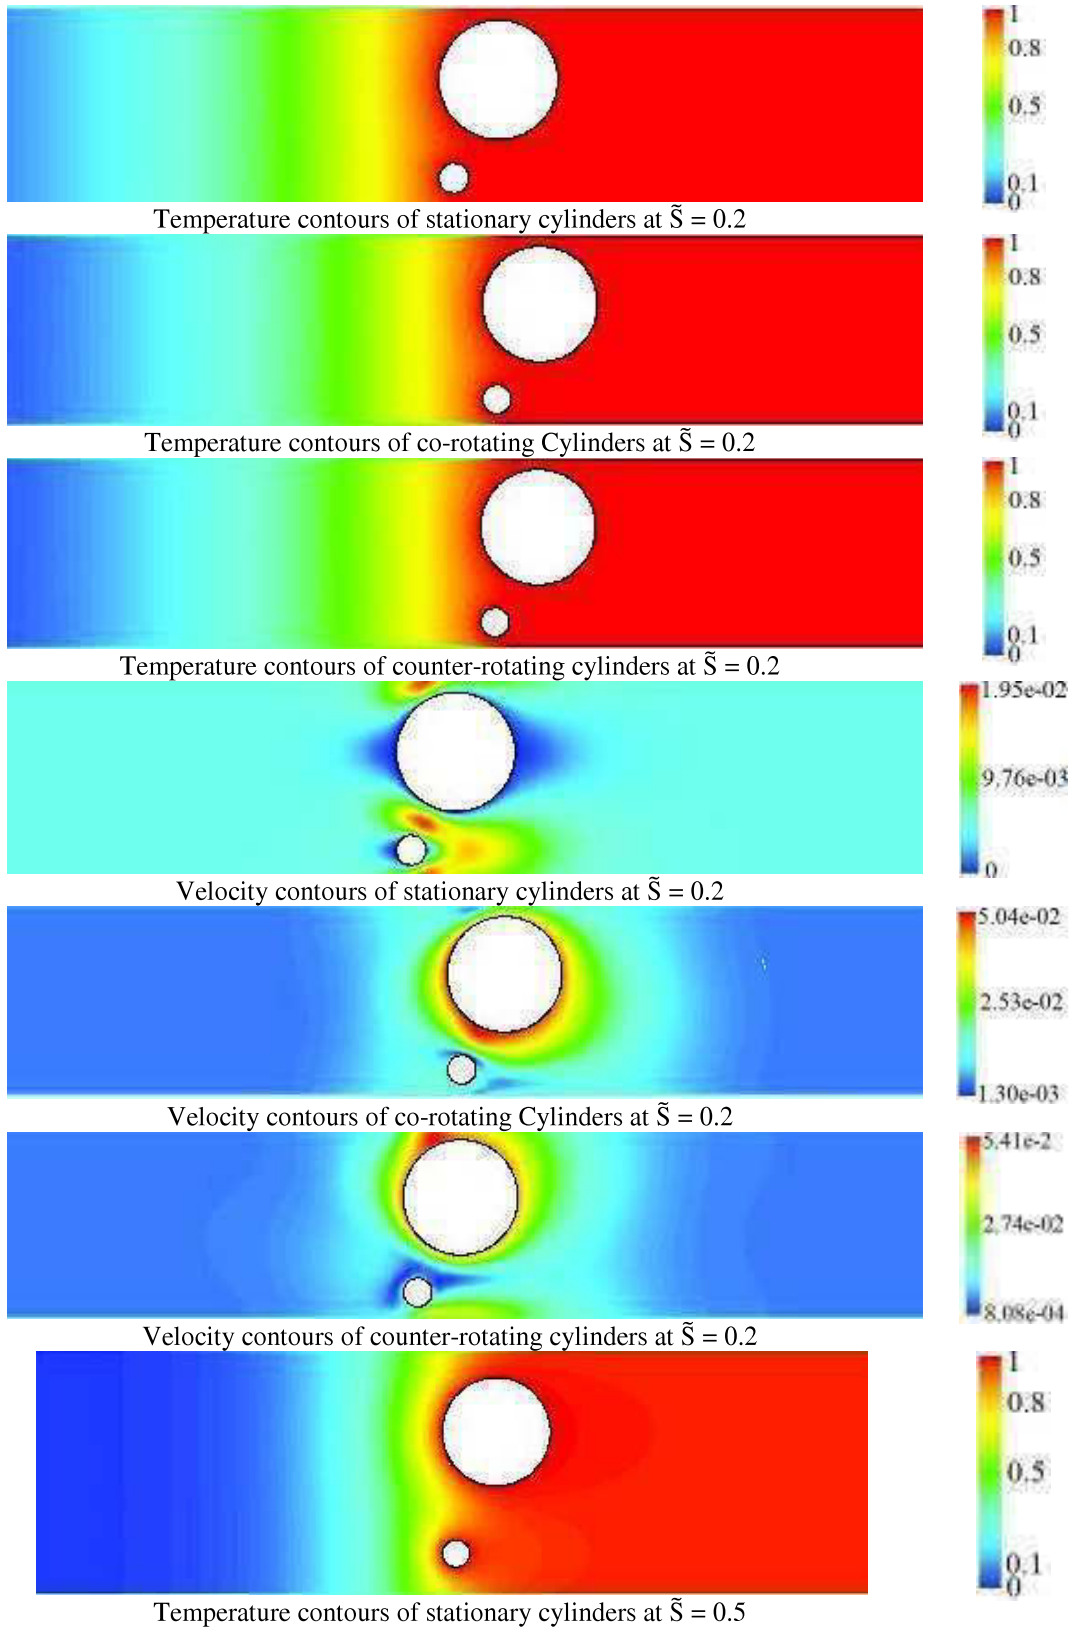 1
0.8
0.5
0.1
0
Temperature contours of stationary cylinders at S̃ = 0.2
1
0.8
0.5
0.1
0
Temperature contours of co-rotating Cylinders at S̃ = 0.2
1
0.8
0.5
0.1
0
Temperature contours of counter-rotating cylinders at S̃ = 0.2
1.95e-02
9.76e-03
0
Velocity contours of stationary cylinders at S̃ = 0.2
5.04e-02
2.53e-02
1.30e-03
Velocity contours of co-rotating Cylinders at S̃ = 0.2
5.41e-2
2.74e-02
8.08e-04
Velocity contours of counter-rotating cylinders at S̃ = 0.2
1
0.8
0.5
0.1
0
Temperature contours of stationary cylinders at S̃ = 0.5